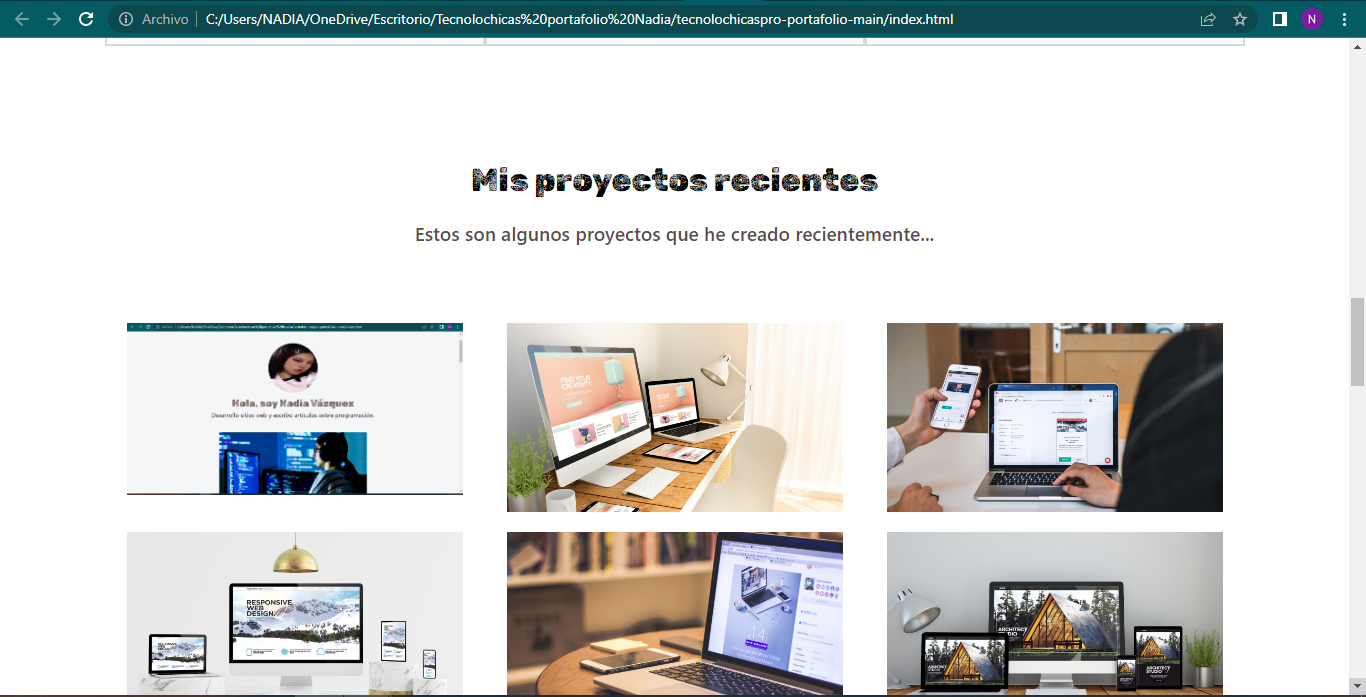 Archivo | C:/Users/NADIA/OneDrive/Escritorio/Tecnolochicas%20portafolio%20Nadia/tecnolochicaspro-portafolio-main/index.html
N
Mis proyectos recientes
Estos son algunos proyectos que he creado recientemente...
Hola, soy Nadia Vázquez
Desarrollo sitios web y escribo artículos sobre programación.
FIND YOUR
CREATIVITY
RESPONSIVE
WEB
DESIGN.
14
ARCHITECT
STUDIO